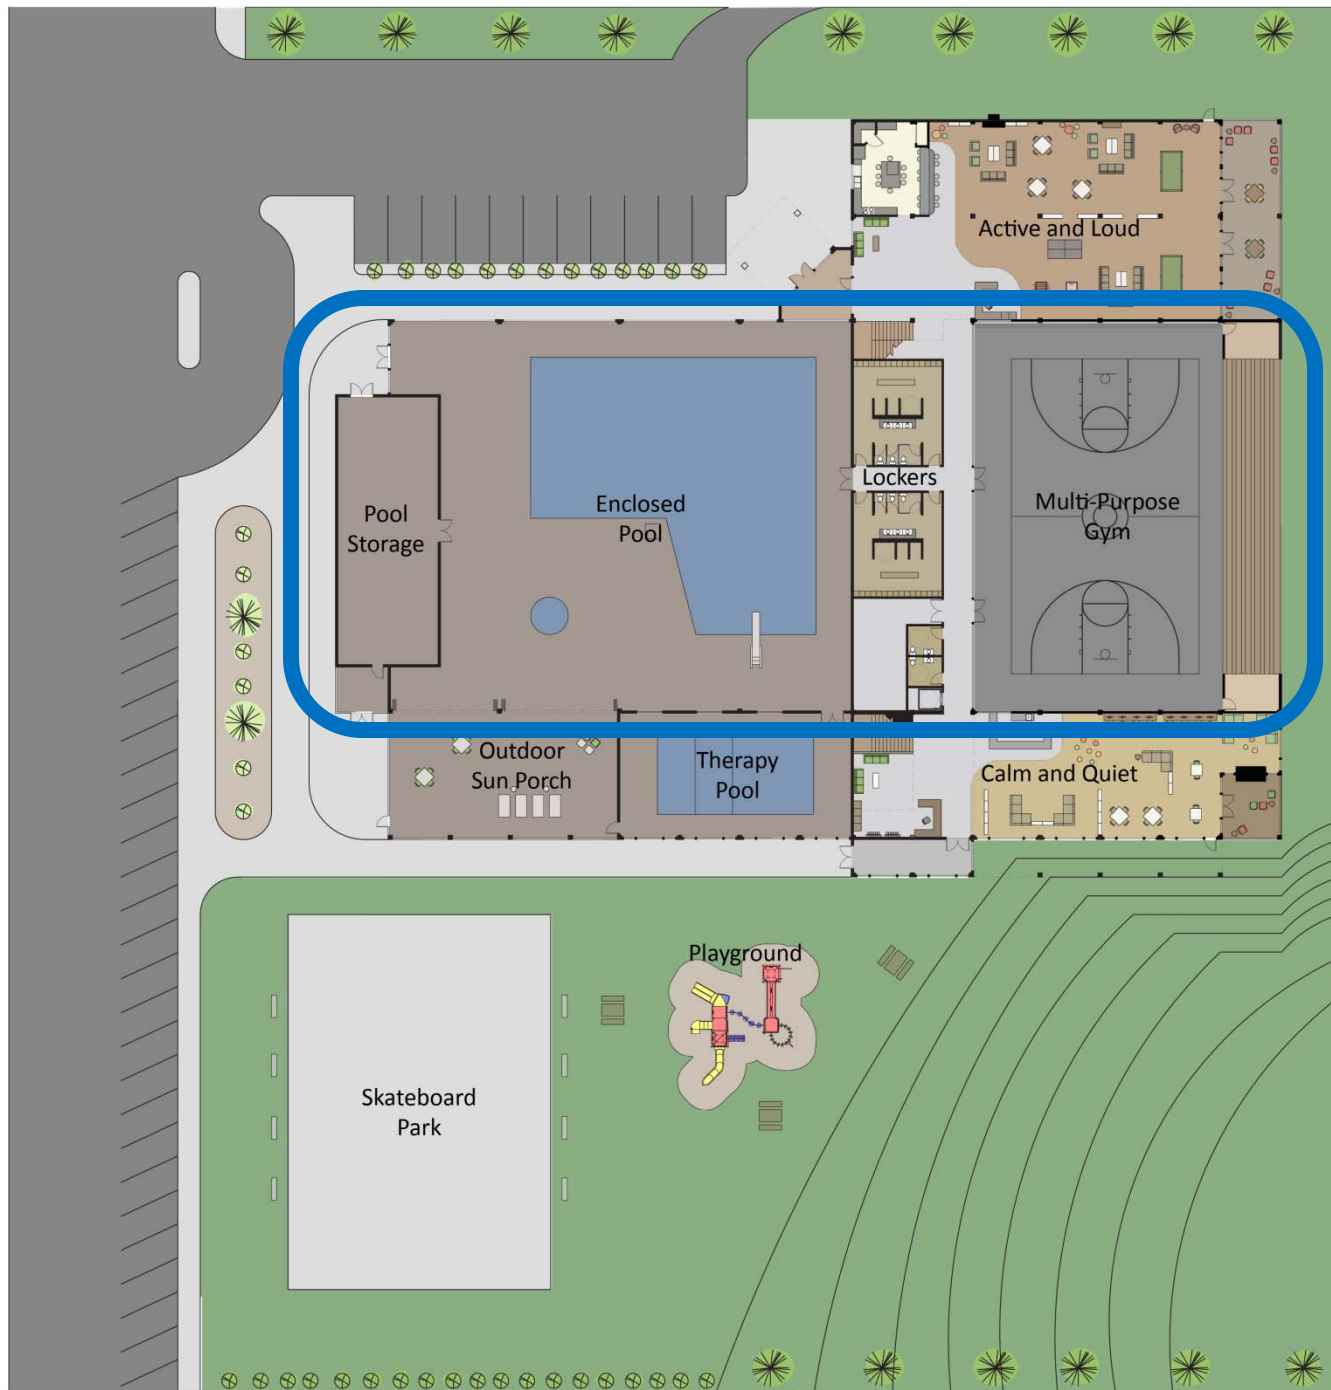 Active and Loud
Lockers
Enclosed
Pool
Multi-Purpose
Gym
Pool
Storage
Outdoor
Sun Porch
Therapy
Pool
Calm and Quiet
Playground
Skateboard
Park